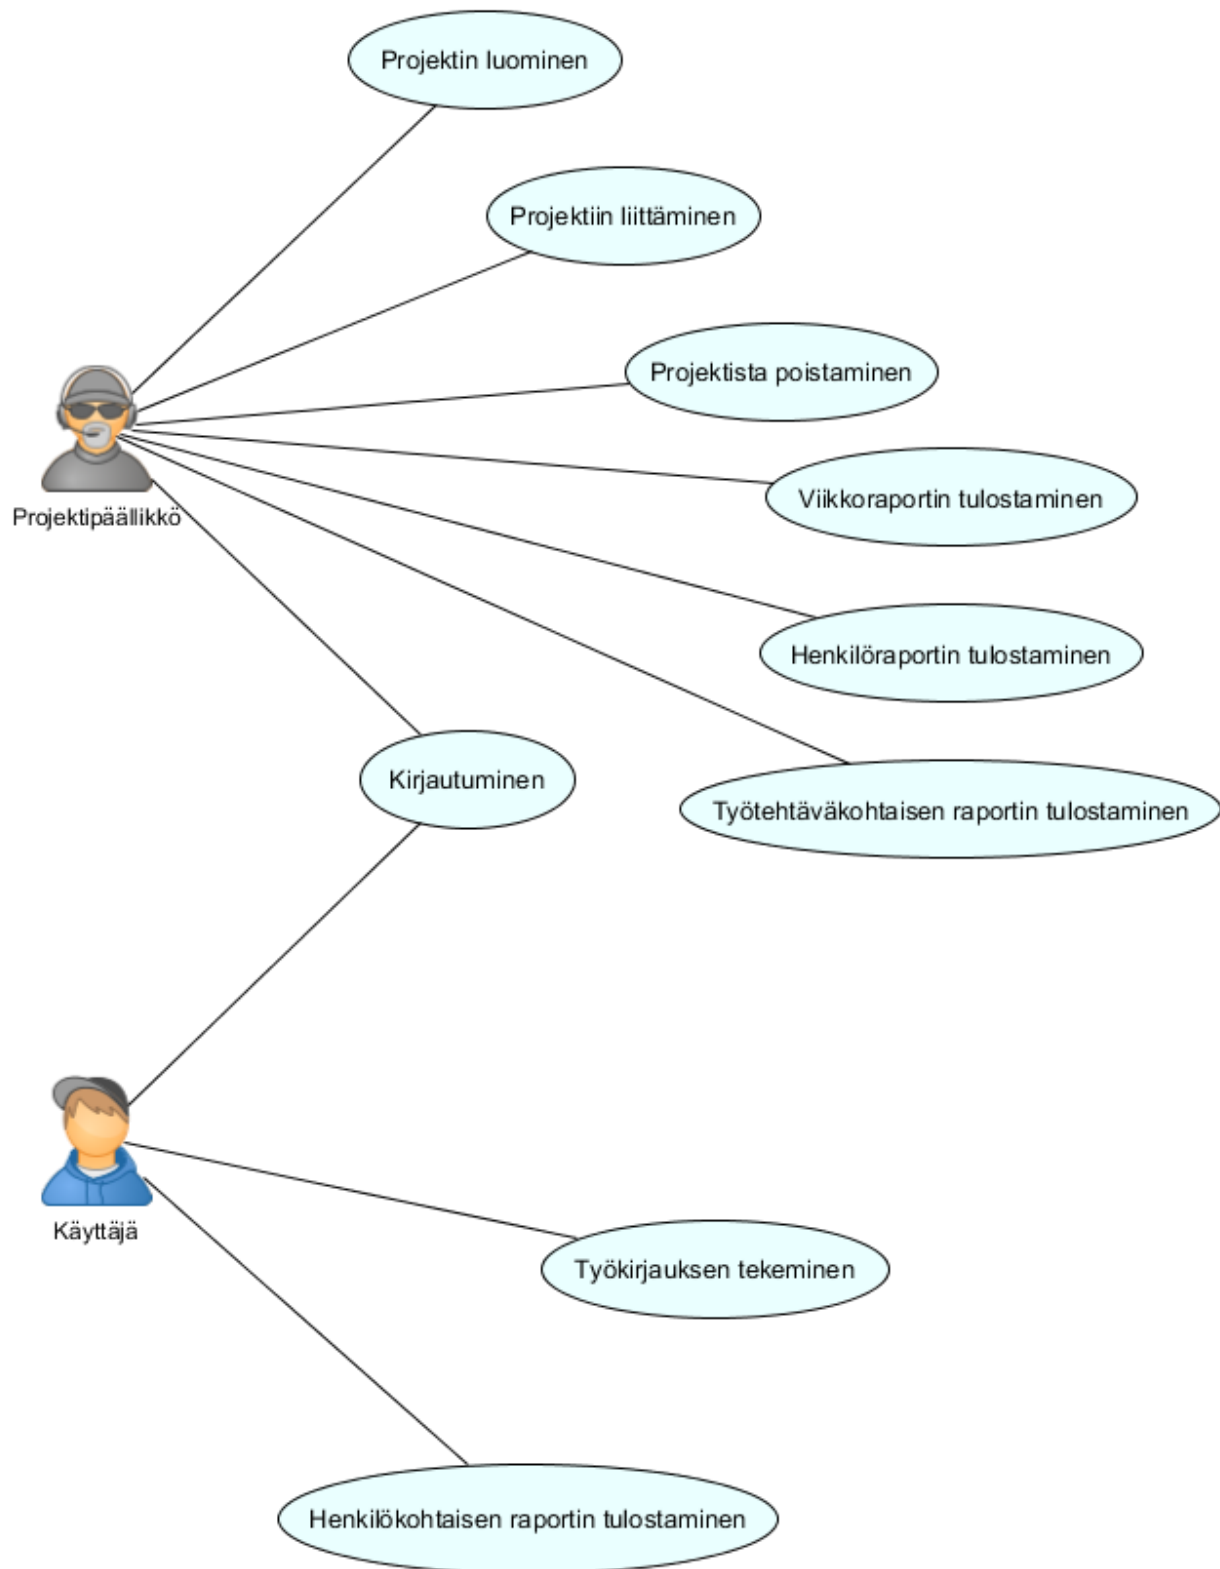 Projektin luominen
Projektiin liittäminen
Projektista poistaminen
Viikkoraportin tulostaminen
Projektipäällikkö
Henkilöraportin tulostaminen
Kirjautuminen
Työtehtäväkohtaisen raportin tulostaminen
Käyttäjä
Työkirjauksen tekeminen
Henkilökohtaisen raportin tulostaminen